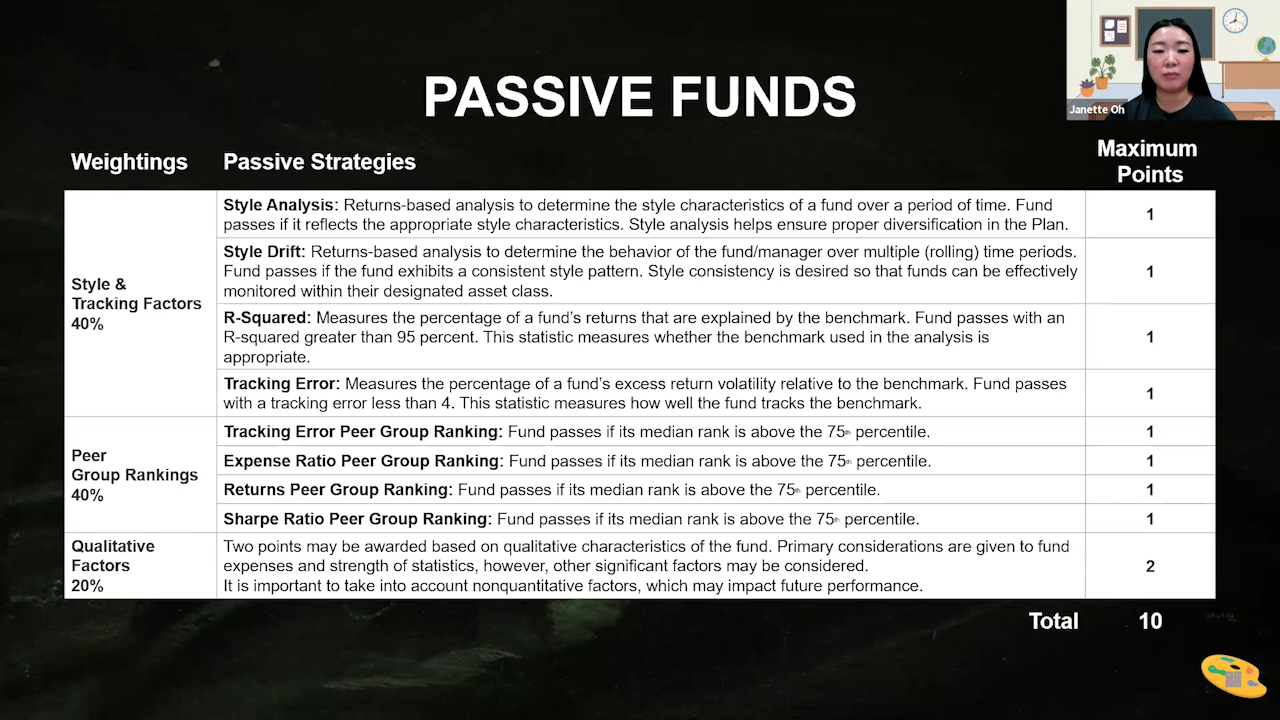 Janette Oh
PASSIVE FUNDS
Weightings
Passive Strategies
Maximum
Points
Style &
Tracking Factors
40%
Style Analysis: Returns-based analysis to determine the style characteristics of a fund over a period of time. Fund
passes if it reflects the appropriate style characteristics. Style analysis helps ensure proper diversification in the Plan.
1
Style Drift: Returns-based analysis to determine the behavior of the fund/manager over multiple (rolling) time periods.
Fund passes if the fund exhibits a consistent style pattern. Style consistency is desired so that funds can be effectively
monitored within their designated asset class.
1
R-Squared: Measures the percentage of a fund's returns that are explained by the benchmark. Fund passes with an
R-squared greater than 95 percent. This statistic measures whether the benchmark used in the analysis is
appropriate.
1
Tracking Error: Measures the percentage of a fund's excess return volatility relative to the benchmark. Fund passes
with a tracking error less than 4. This statistic measures how well the fund tracks the benchmark.
1
Peer
Group Rankings
40%
Tracking Error Peer Group Ranking: Fund passes if its median rank is above the 75th percentile.
1
Expense Ratio Peer Group Ranking: Fund passes if its median rank is above the 75th percentile.
1
Returns Peer Group Ranking: Fund passes if its median rank is above the 75th percentile.
1
Sharpe Ratio Peer Group Ranking: Fund passes if its median rank is above the 75th percentile.
1
Qualitative
Factors
20%
Two points may be awarded based on qualitative characteristics of the fund. Primary considerations are given to fund
expenses and strength of statistics, however, other significant factors may be considered.
It is important to take into account nonquantitative factors, which may impact future performance.
2
Total 10